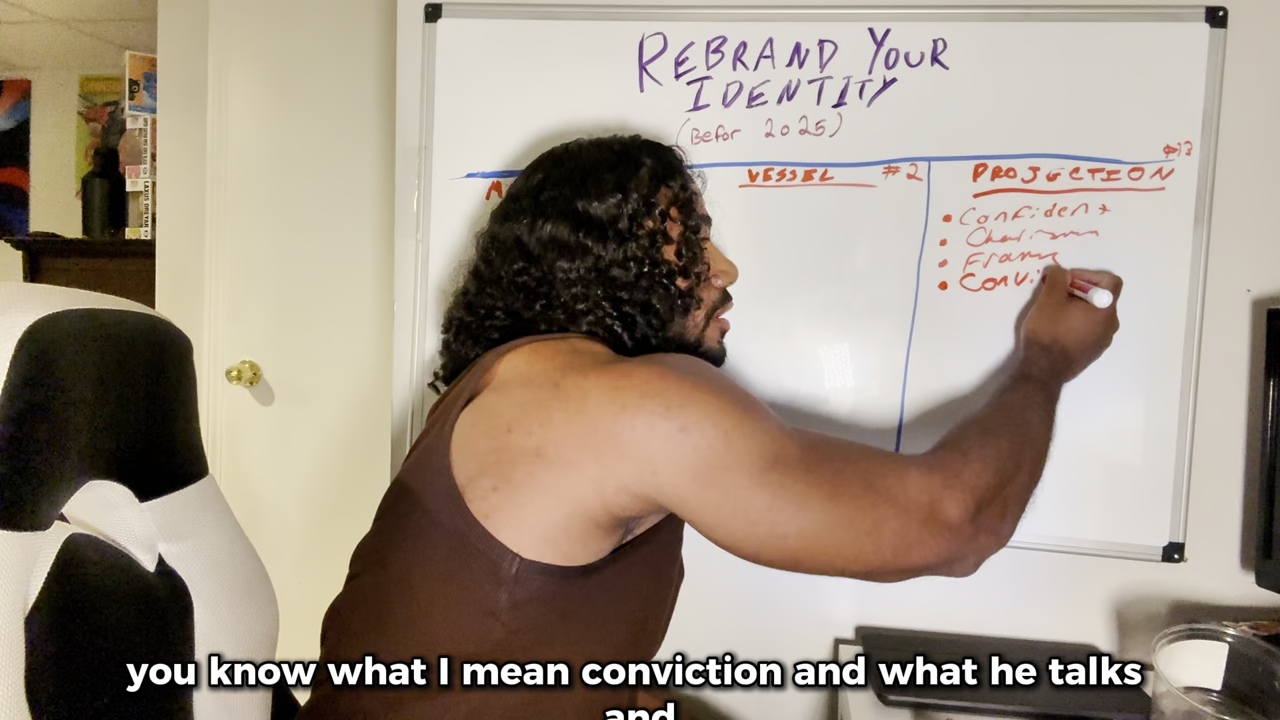 REBRAND YOUR
IDENTITY
(Befor 2025)
M
VESSEL #2
PROJECTION
• Confident
• Charisma
• Frame
• Convi
you know what I mean conviction and what he talks
and